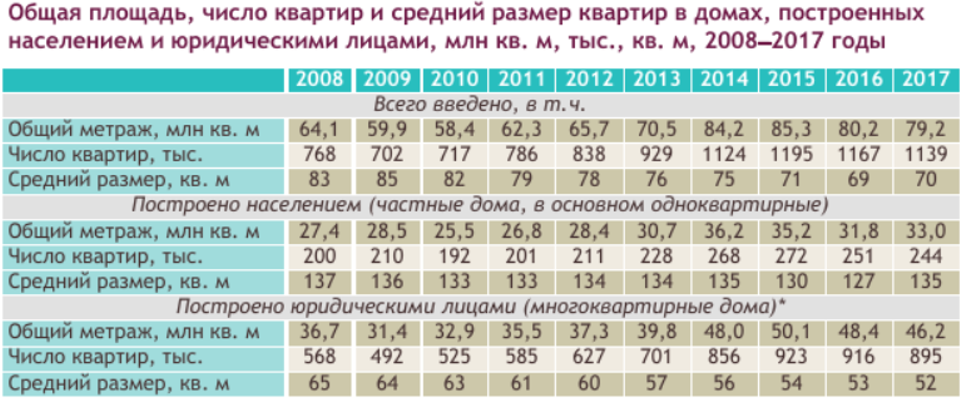 Общая площадь, число квартир и средний размер квартир в домах, построенных
населением и юридическими лицами, млн кв. м, тыс., кв. м, 2008–2017 годы
2008 2009 2010 2011 2012 2013 2014 2015 2016 2017
Всего введено, в т.ч.
Общий метраж, млн кв. м 64,1 59,9 58,4 62,3 65,7 70,5 84,2 85,3 80,2 79,2
Число квартир, тыс. 768 702 717 786 838 929 1124 1195 1167 1139
Средний размер, кв. м 83 85 82 79 78 76 75 71 69 70
Построено населением (частные дома, в основном одноквартирные)
Общий метраж, млн кв. м 27,4 28,5 25,5 26,8 28,4 30,7 36,2 35,2 31,8 33,0
Число квартир, тыс. 200 210 192 201 211 228 268 272 251 244
Средний размер, кв. м 137 136 133 133 134 134 135 130 127 135
Построено юридическими лицами (многоквартирные дома)*
Общий метраж, млн кв. м 36,7 31,4 32,9 35,5 37,3 39,8 48,0 50,1 48,4 46,2
Число квартир, тыс. 568 492 525 585 627 701 856 923 916 895
Средний размер, кв. м 65 64 63 61 60 57 56 54 53 52